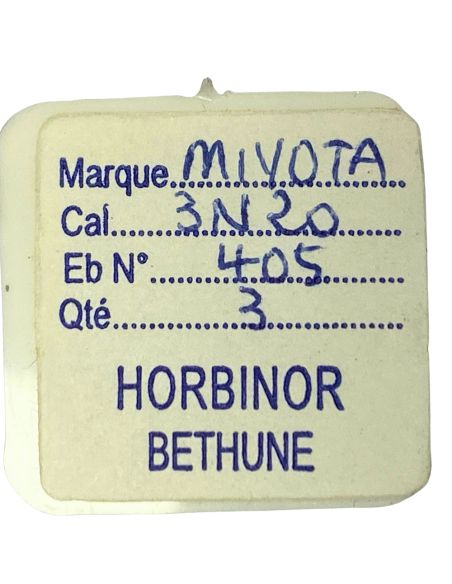 Marque MIYOTA
Cal 3N20
Eb N° 405
Qté 3
HORBINOR
BETHUNE